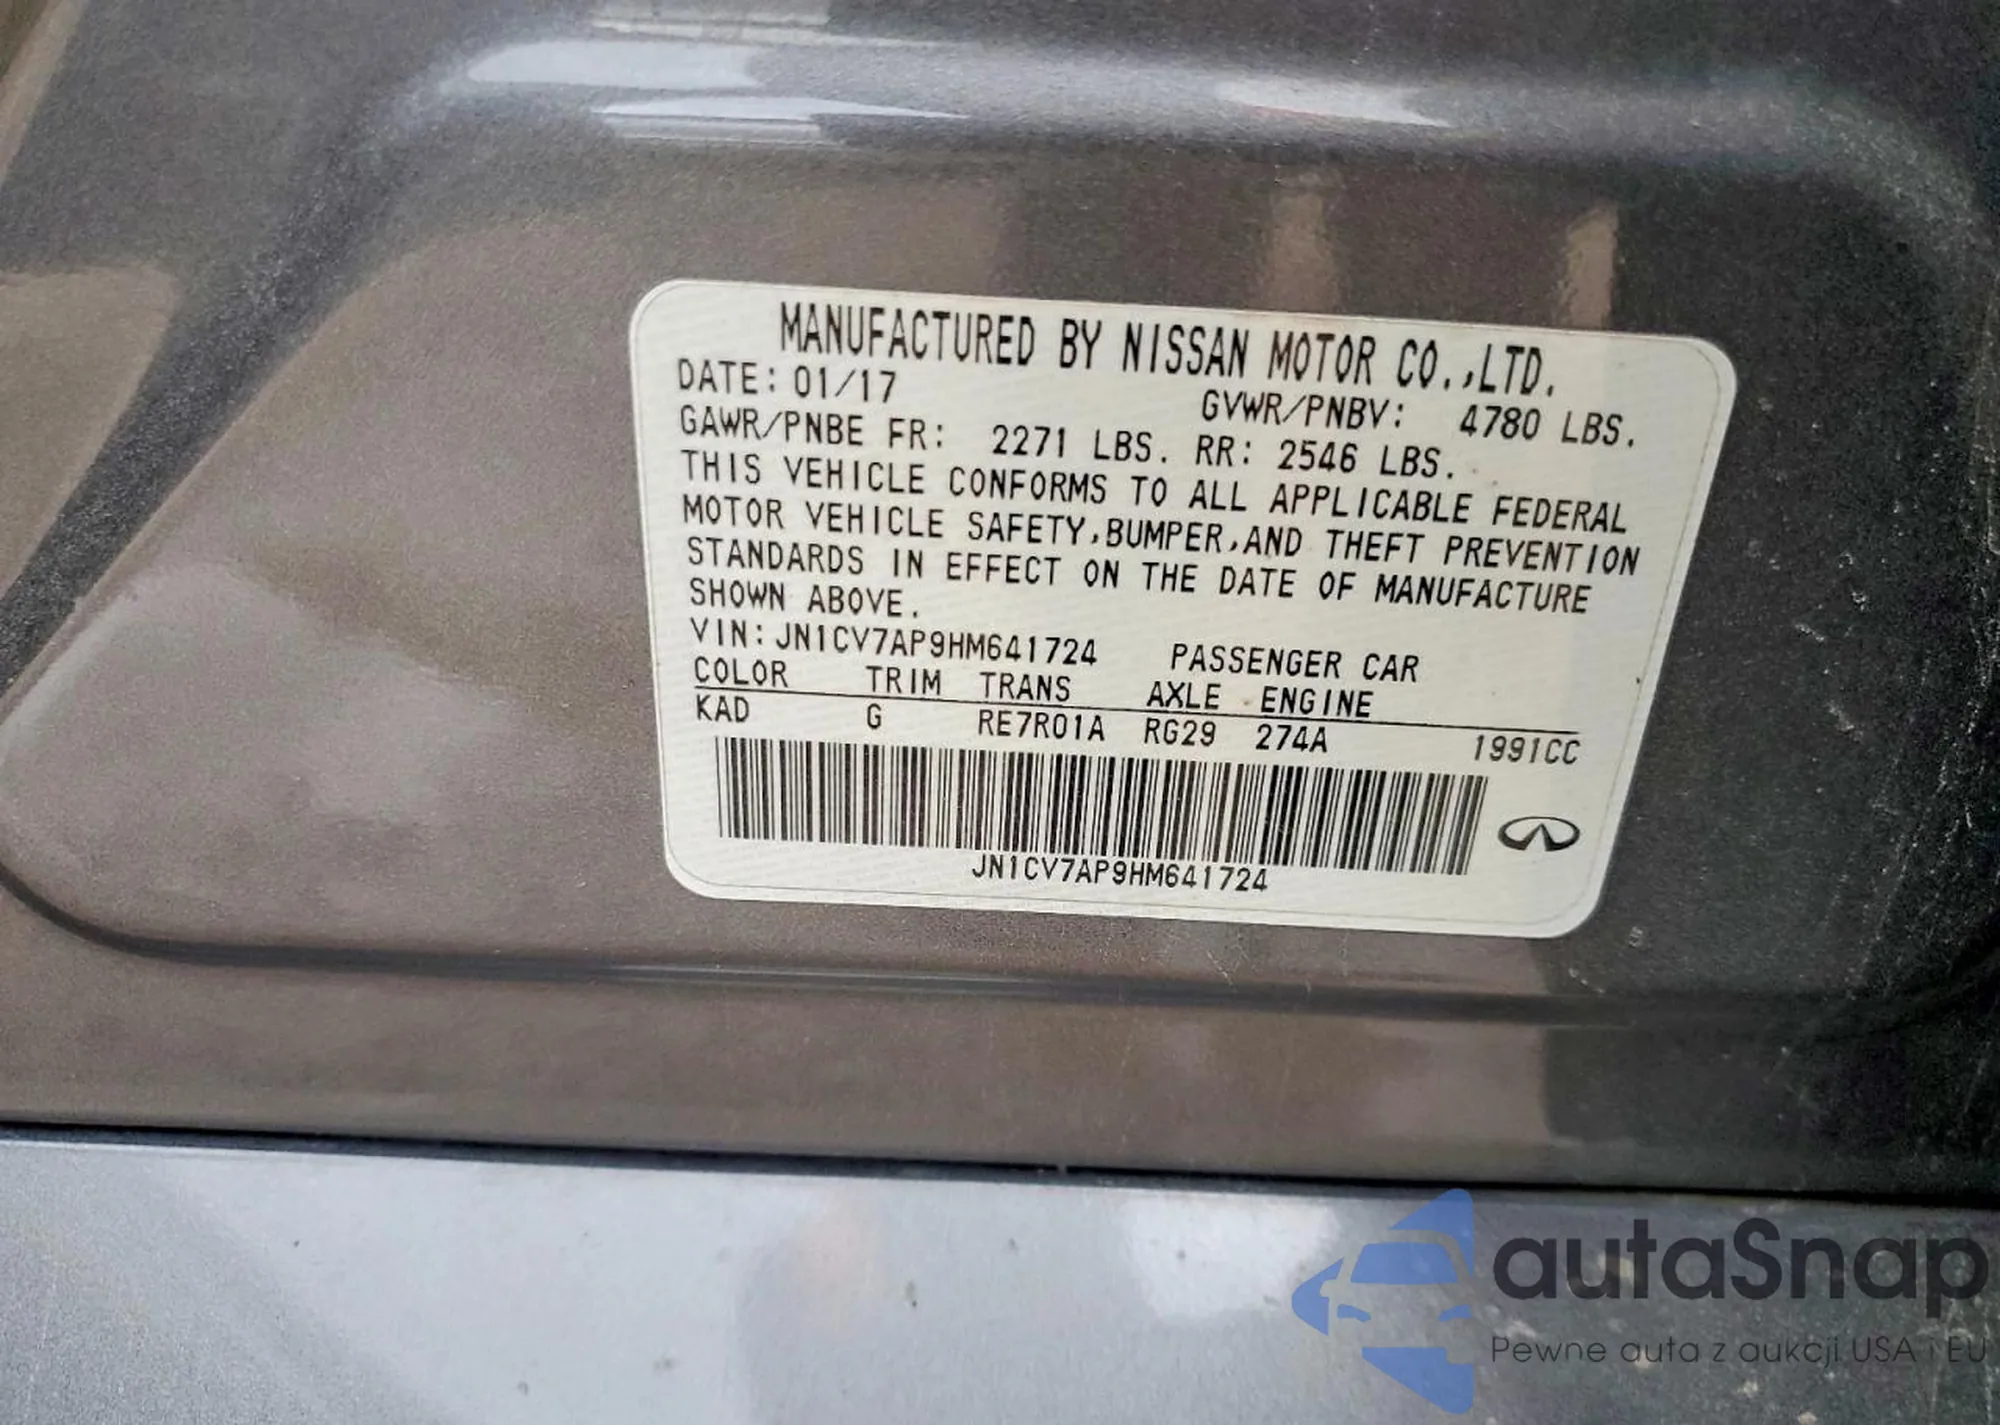 MANUFACTURED BY NISSAN MOTOR CO.,LTD.
DATE: 01/17 GVWR/PNBV: 4780 LBS.
GAWR/PNBE FR: 2271 LBS. RR: 2546 LBS.
THIS VEHICLE CONFORMS TO ALL APPLICABLE FEDERAL
MOTOR VEHICLE SAFETY,BUMPER,AND THEFT PREVENTION
STANDARDS IN EFFECT ON THE DATE OF MANUFACTURE
SHOWN ABOVE.
VIN: JN1CV7AP9HM641724 PASSENGER CAR
COLOR TRIM TRANS AXLE ENGINE
KAD G RE7R01A RG29 274A 1991CC
JN1CV7AP9HM641724
autaSnap
Pewne auta z aukcji USA i EU